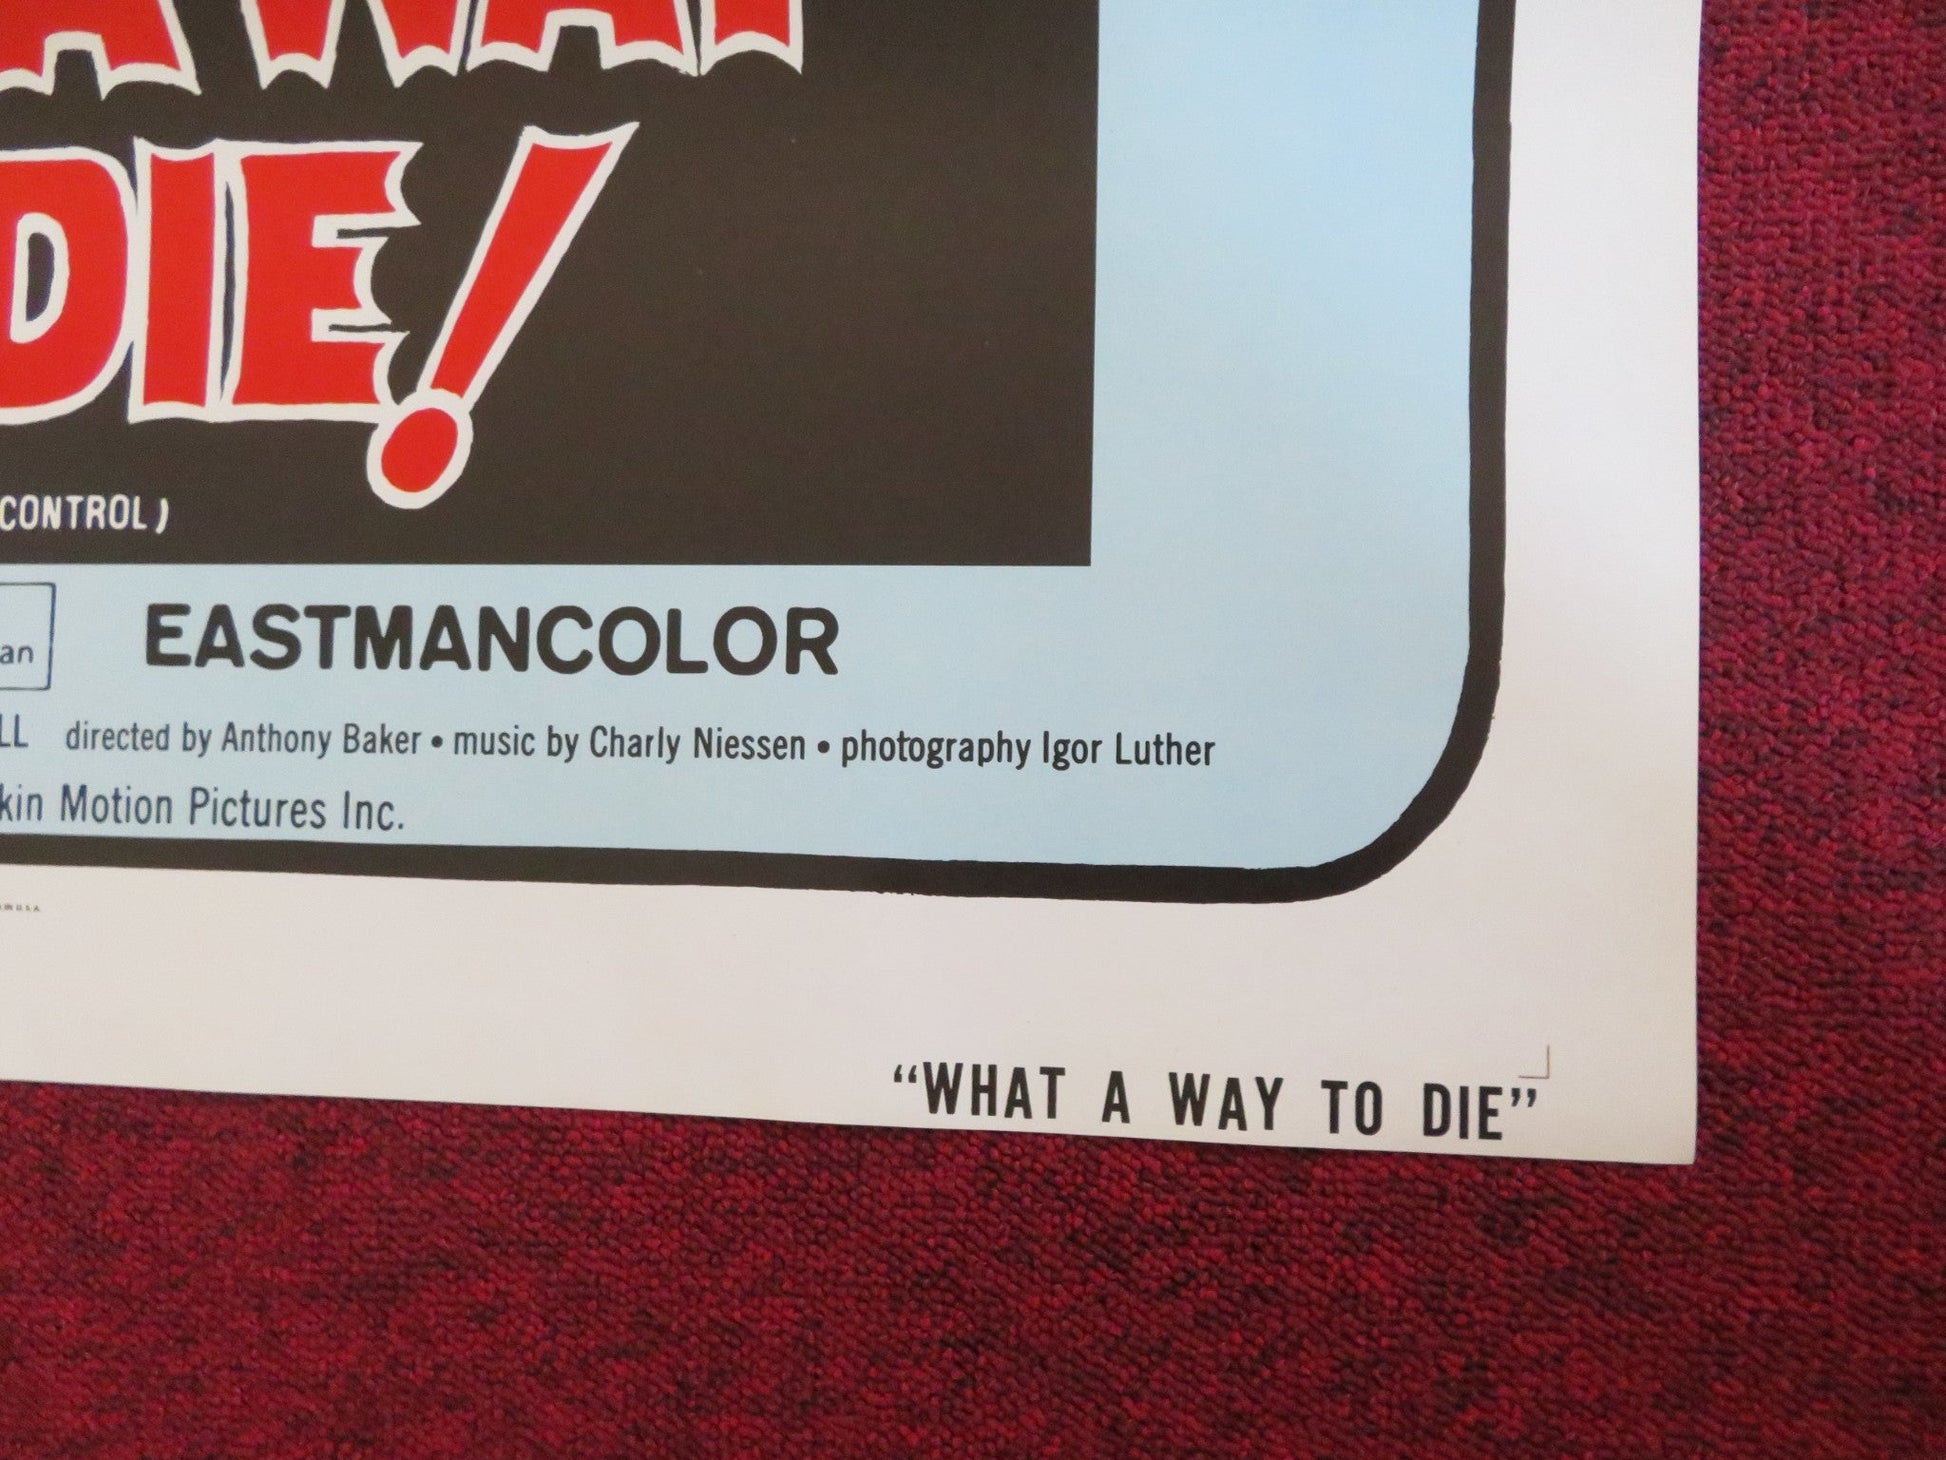 A WAY
DIE!
CONTROL)
EASTMANCOLOR
directed by Anthony Baker • music by Charly Niessen • photography Igor Luther
Motion Pictures Inc.
"WHAT A WAY TO DIE"